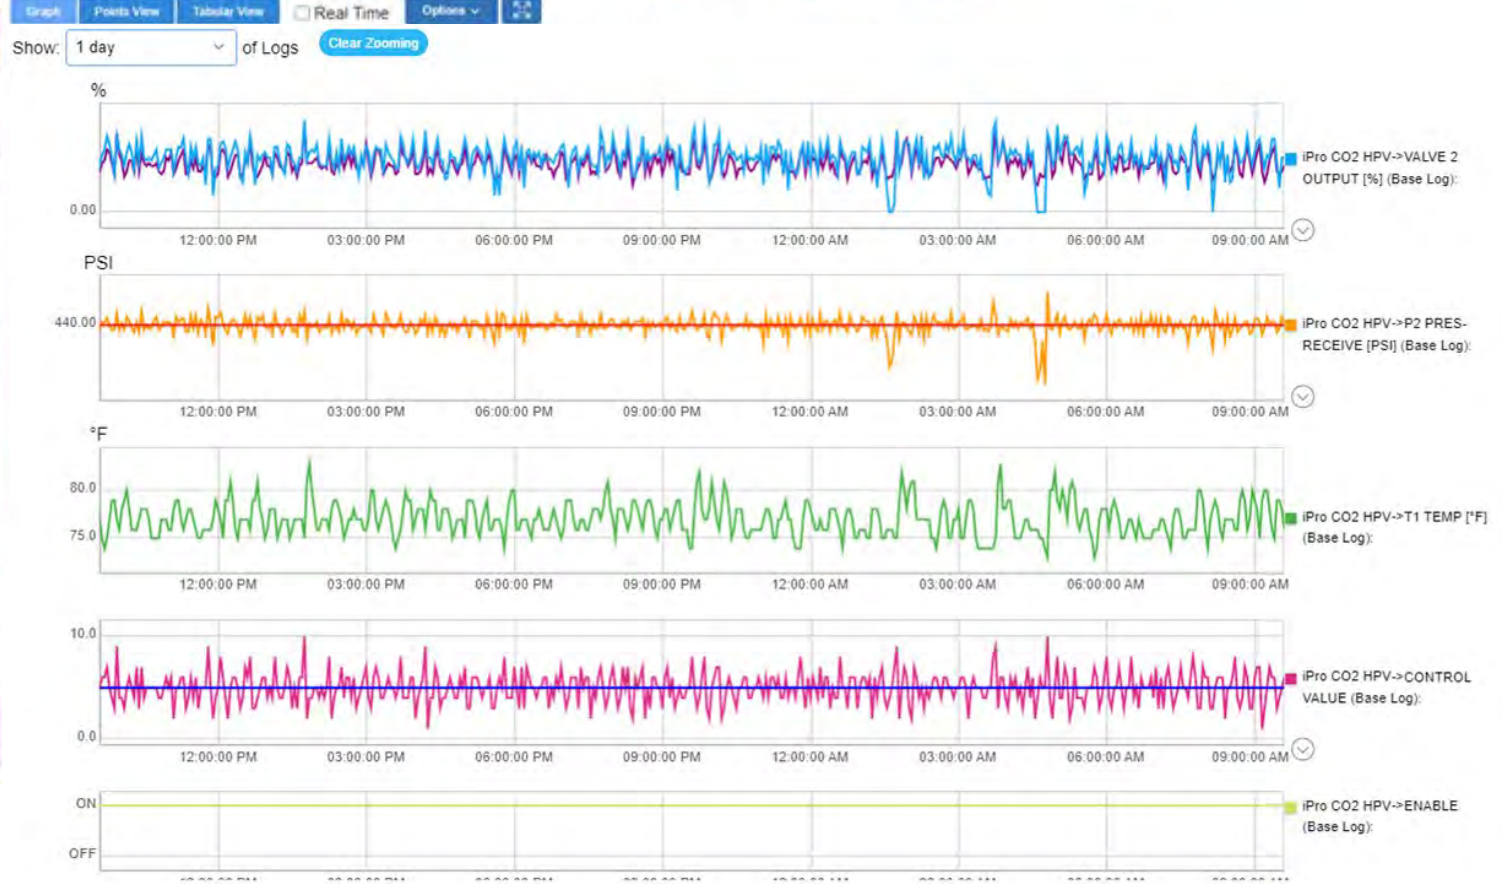 Graph Points View Tabular View Real Time Options
Show: 1 day of Logs Clear Zooming
%
0.00
12:00:00 PM 03:00:00 PM 06:00:00 PM 09:00:00 PM 12:00:00 AM 03:00:00 AM 06:00:00 AM 09:00:00 AM
iPro CO2 HPV->VALVE 2
OUTPUT [%] (Base Log):
PSI
440.00
12:00:00 PM 03:00:00 PM 06:00:00 PM 09:00:00 PM 12:00:00 AM 03:00:00 AM 06:00:00 AM 09:00:00 AM
iPro CO2 HPV->P2 PRES-
RECEIVE [PSI] (Base Log):
°F
80.0
75.0
12:00:00 PM 03:00:00 PM 06:00:00 PM 09:00:00 PM 12:00:00 AM 03:00:00 AM 06:00:00 AM 09:00:00 AM
iPro CO2 HPV->T1 TEMP [°F]
(Base Log):
10.0
0.0
12:00:00 PM 03:00:00 PM 06:00:00 PM 09:00:00 PM 12:00:00 AM 03:00:00 AM 06:00:00 AM 09:00:00 AM
iPro CO2 HPV->CONTROL
VALUE (Base Log):
ON
OFF
iPro CO2 HPV->ENABLE
(Base Log):